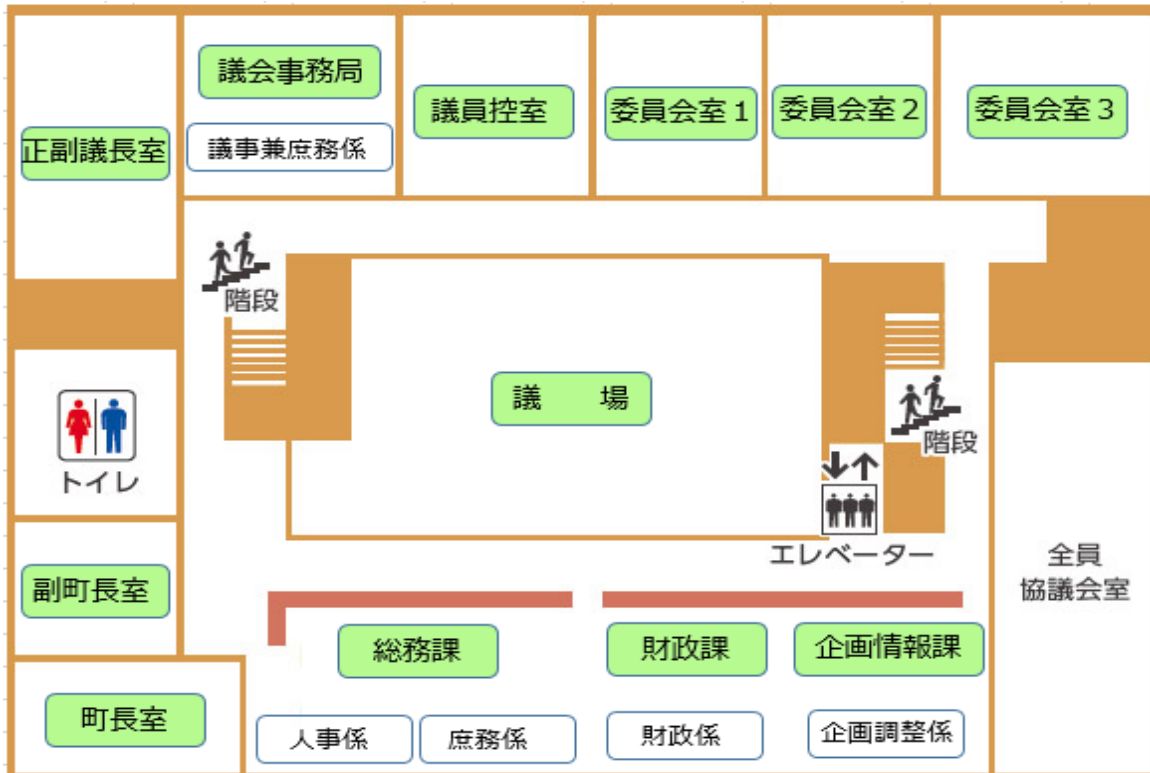 議会事務局
議員控室
委員会室1
委員会室2
委員会室3
正副議長室
議事兼庶務係
階段
議　場
階段
トイレ
エレベーター
全員
協議会室
副町長室
総務課
財政課
企画情報課
町長室
人事係
庶務係
財政係
企画調整係